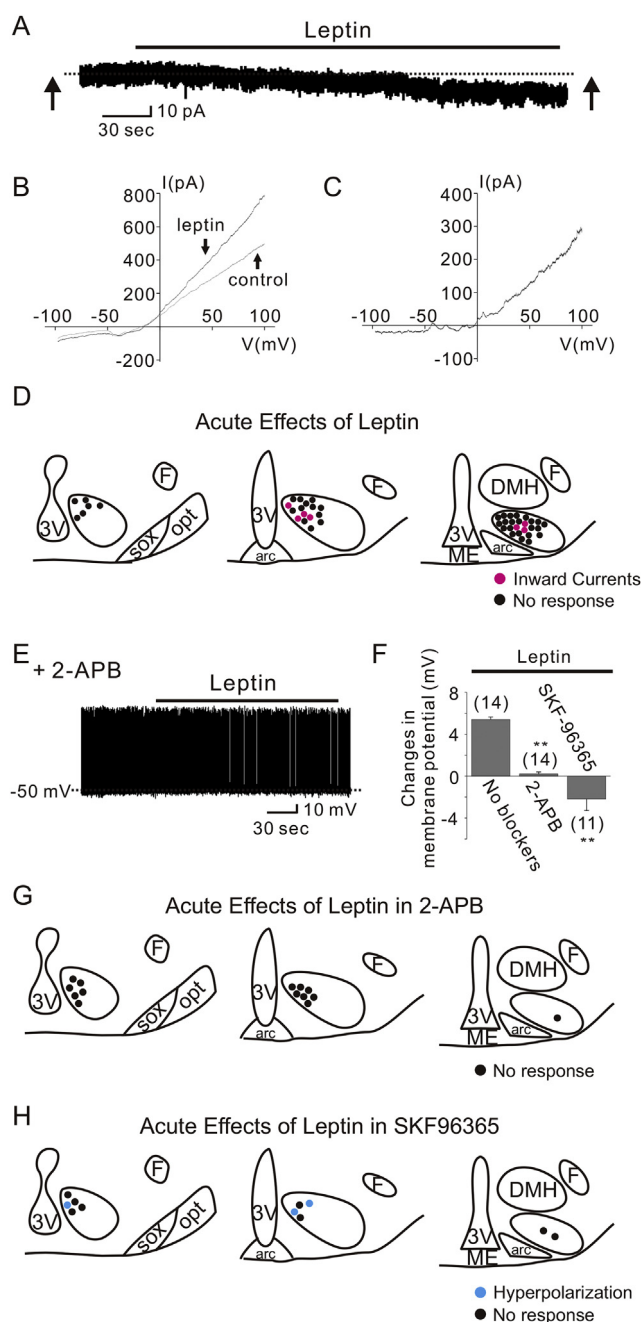 A
Leptin
10 pA
30 sec
B
I(pA)
800
600
400
200
-200
-100
-50
50
100
V(mV)
leptin
control
C
I(pA)
400
300
200
100
-100
-100
-50
50
100
V(mV)
D
Acute Effects of Leptin
3V
F
sox
opt
3V
F
arc
3V
ME
DMH
F
arc
Inward Currents
No response
E
+ 2-APB
Leptin
-50 mV
10 mV
30 sec
F
Leptin
Changes in
membrane potential (mV)
8
4
0
-4
(14)
**
(14)
(11)
**
No blockers
2-APB
SKF-96365
G
Acute Effects of Leptin in 2-APB
3V
F
sox
opt
3V
F
arc
3V
ME
DMH
F
arc
No response
H
Acute Effects of Leptin in SKF96365
3V
F
sox
opt
3V
F
arc
3V
ME
DMH
F
arc
Hyperpolarization
No response